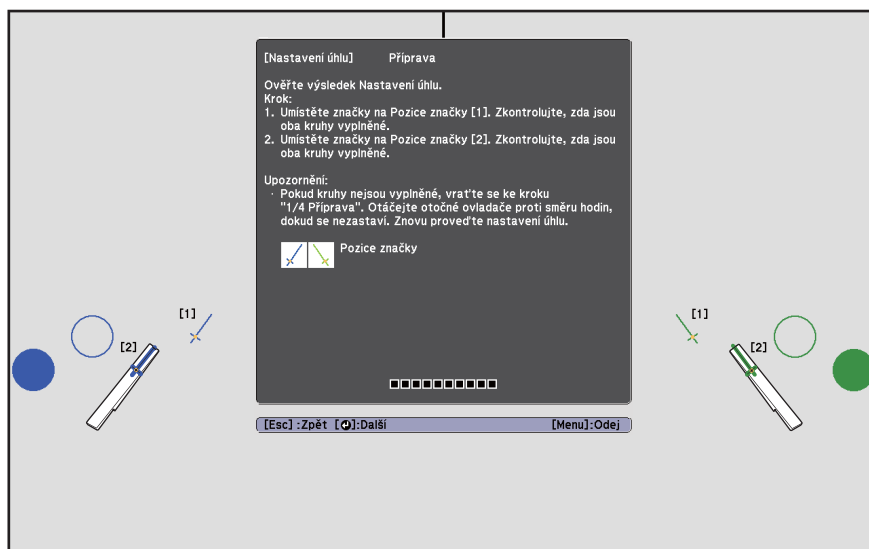 [Nastavení úhlu] Příprava
Ověřte výsledek Nastavení úhlu.
Krok:
1. Umístěte značky na Pozice značky [1]. Zkontrolujte, zda jsou
oba kruhy vyplněné.
2. Umístěte značky na Pozice značky [2]. Zkontrolujte, zda jsou
oba kruhy vyplněné.
Upozornění:
· Pokud kruhy nejsou vyplněné, vraťte se ke kroku
"1/4 Příprava". Otáčejte otočné ovladače proti směru hodin,
dokud se nezastaví. Znovu proveďte nastavení úhlu.
Pozice značky
[1]
[2]
[1]
[2]
[Esc] :Zpět [⏎]:Další [Menu]:Odej